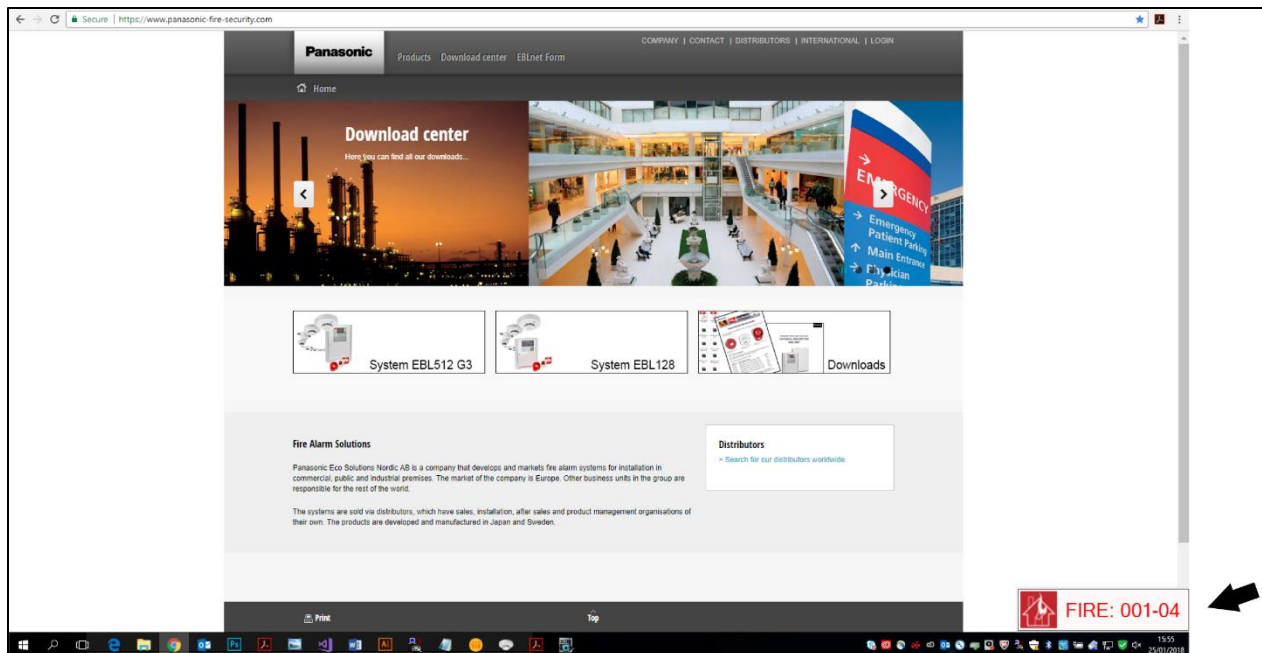 Secure | https://www.panasonic-fire-security.com
COMPANY | CONTACT | DISTRIBUTORS | INTERNATIONAL | LOGIN
Panasonic
Products Download center EBLnet Form
Home
Download center
Here you can find all our downloads...
EMERGENCY
Emergency
Patient Parking
Main Entrance
Physician
Parking
System EBL512 G3
System EBL128
Downloads
Fire Alarm Solutions
Panasonic Eco Solutions Nordic AB is a company that develops and markets fire alarm systems for installation in
commercial, public and industrial premises. The market of the company is Europe. Other business units in the group are
responsible for the rest of the world.
The systems are sold via distributors, which have sales, installation, after sales and product management organisations of
their own. The products are developed and manufactured in Japan and Sweden.
Distributors
> Search for our distributors worldwide.
FIRE: 001-04
Print
Top
15:55
25/01/2018